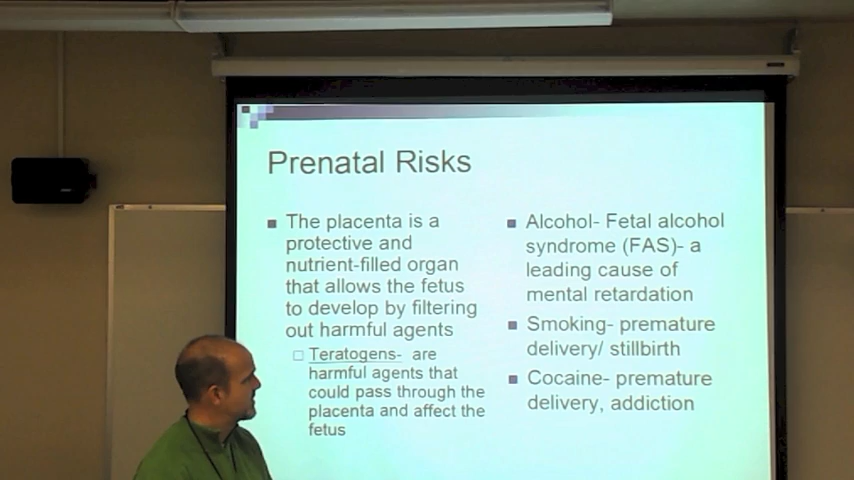 Prenatal Risks
The placenta is a
protective and
nutrient-filled organ
that allows the fetus
to develop by filtering
out harmful agents
Teratogens- are
harmful agents that
could pass through the
placenta and affect the
fetus
Alcohol- Fetal alcohol
syndrome (FAS)- a
leading cause of
mental retardation
Smoking- premature
delivery/ stillbirth
Cocaine- premature
delivery, addiction